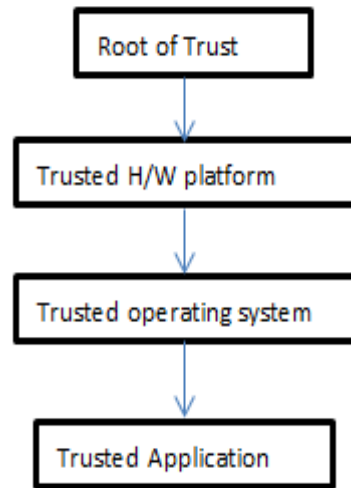 Root of Trust
Trusted H/W platform
Trusted operating system
Trusted Application